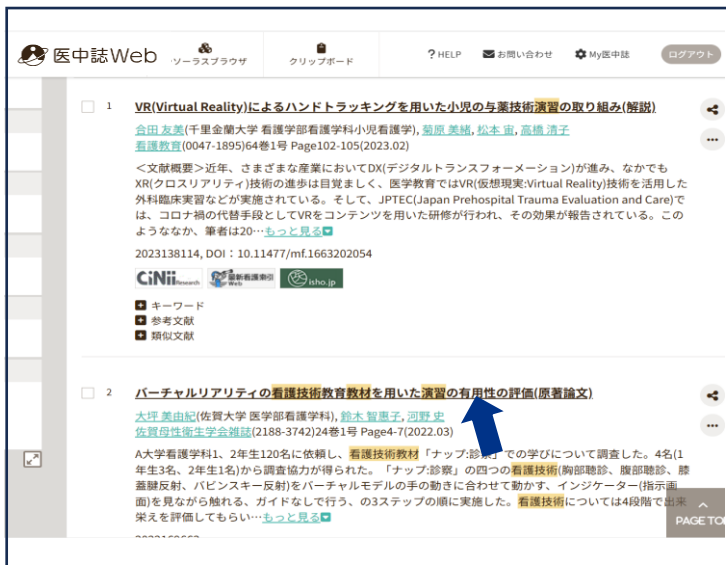 医中誌Web
ソーラスブラウザ
クリップボード
?HELP
お問い合わせ
My医中誌
ログアウト
1 VR(Virtual Reality)によるハンドトラッキングを用いた小児の与薬技術演習の取り組み(解説)
合田 友美(千里金蘭大学 看護学部看護学科小児看護学), 菊原 美緒, 松本 宙, 高橋 清子
看護教育(0047-1895)64巻1号 Page102-105(2023.02)
<文献概要>近年、さまざまな産業においてDX(デジタルトランスフォーメーション)が進み、なかでも
XR(クロスリアリティ)技術の進歩は目覚ましく、医学教育ではVR(仮想現実:Virtual Reality)技術を活用した
外科臨床実習などが実施されている。そして、JPTEC(Japan Prehospital Trauma Evaluation and Care)で
は、コロナ禍の代替手段としてVRをコンテンツを用いた研修が行われ、その効果が報告されている。この
ようななか、筆者は20…もっと見る
2023138114, DOI:10.11477/mf.1663202054
CiNii Research
最新看護索引Web
isho.jp
キーワード
参考文献
類似文献
2 バーチャルリアリティの看護技術教育教材を用いた演習の有用性の評価(原著論文)
大坪 美由紀(佐賀大学 医学部看護学科), 鈴木 智惠子, 河野 史
佐賀母性衛生学会雑誌(2188-3742)24巻1号 Page4-7(2022.03)
A大学看護学科1、2年生120名に依頼し、看護技術教材「ナップ:診察」での学びについて調査した。4名(1
年生3名、2年生1名)から調査協力が得られた。「ナップ:診察」の四つの看護技術(胸部聴診、腹部聴診、膝
蓋腱反射、バビンスキー反射)をバーチャルモデルの手の動きに合わせて動かす、インジケーター(指示画
面)を見ながら触れる、ガイドなしで行う、の3ステップの順に実施した。看護技術については4段階で出来
栄えを評価してもらい…もっと見る
PAGE TOP